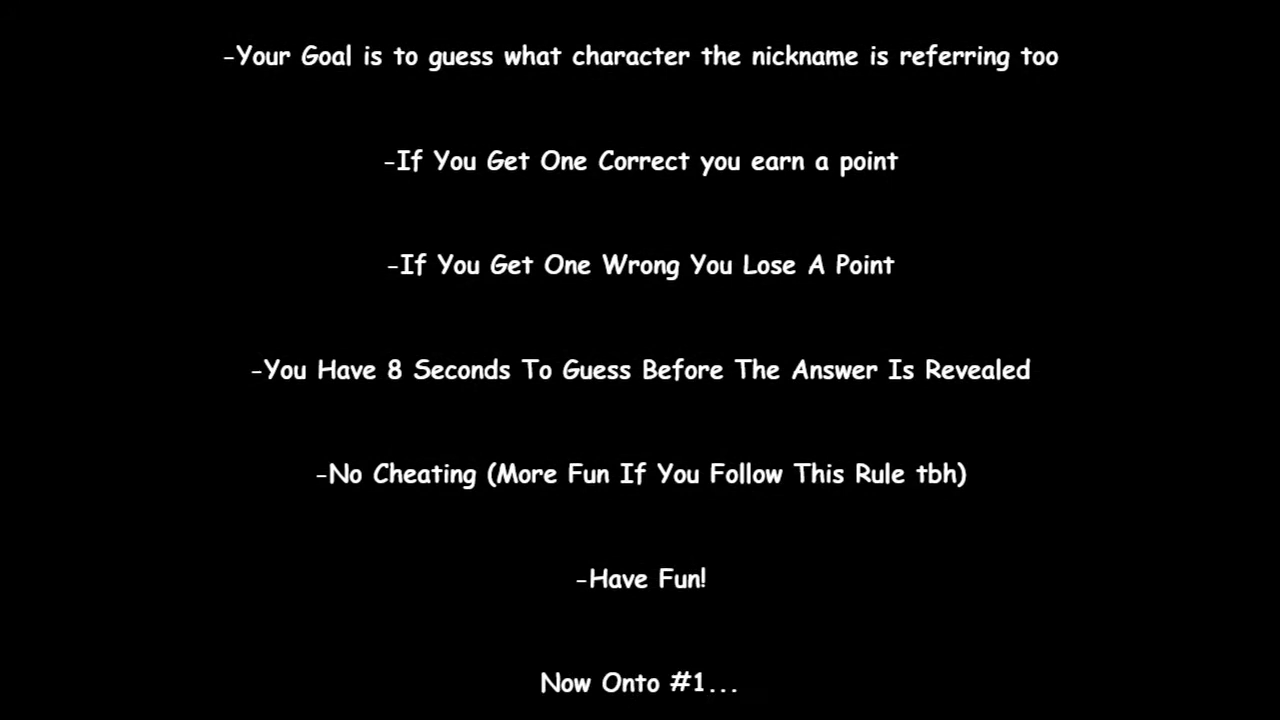 -Your Goal is to guess what character the nickname is referring too
-If You Get One Correct you earn a point
-If You Get One Wrong You Lose A Point
-You Have 8 Seconds To Guess Before The Answer Is Revealed
-No Cheating (More Fun If You Follow This Rule tbh)
-Have Fun!
Now Onto #1...